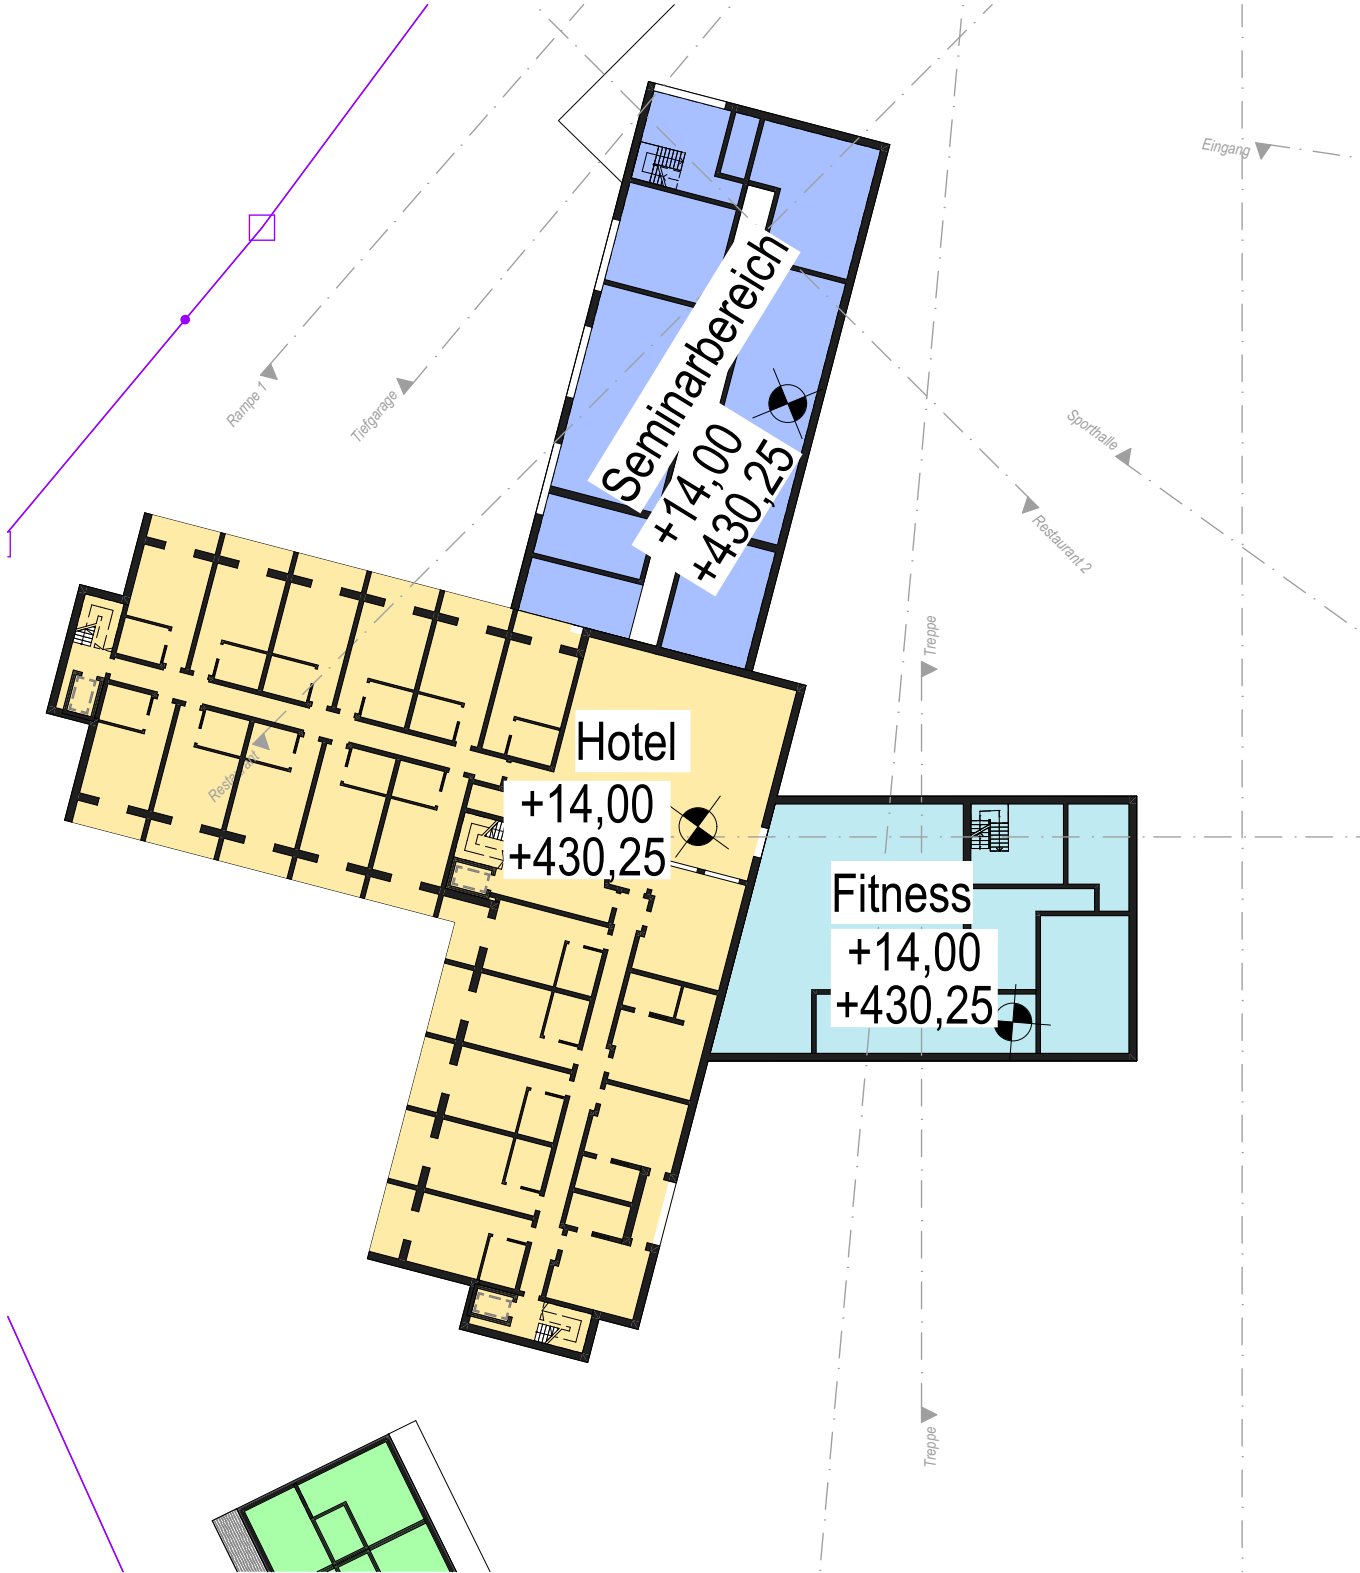 Eingang
Seminarbereich
+14,00
+430,25
Rampe 1
Tiefgarage
Sporthalle
Restaurant 2
Treppe
Hotel
+14,00
+430,25
Restaurant
Fitness
+14,00
+430,25
Treppe